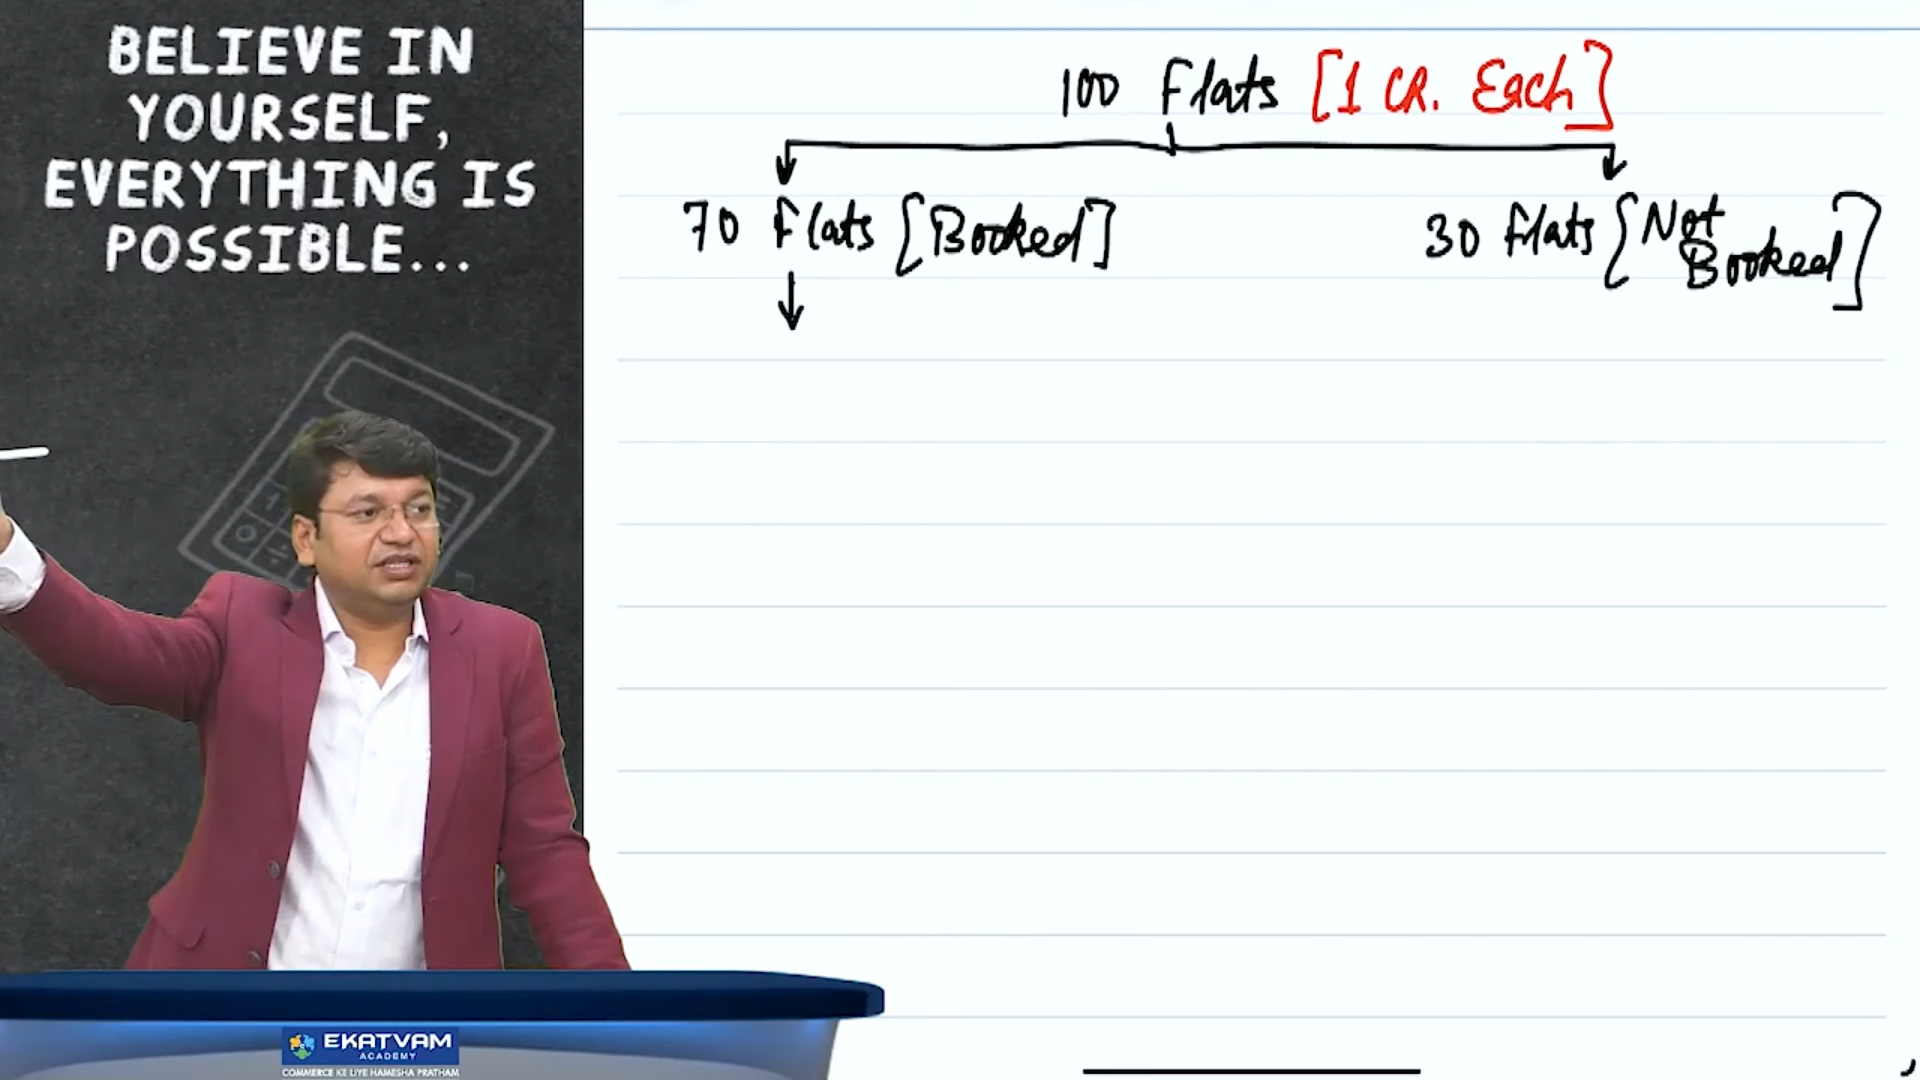 BELIEVE IN
YOURSELF,
EVERYTHING IS
POSSIBLE...
100 Flats [1 CR. Each]
70 Flats [Booked]
30 Flats [Not
Booked]
EKATVAM
ACADEMY
COMMERCE KE LIYE HAMESHA PRATHAM